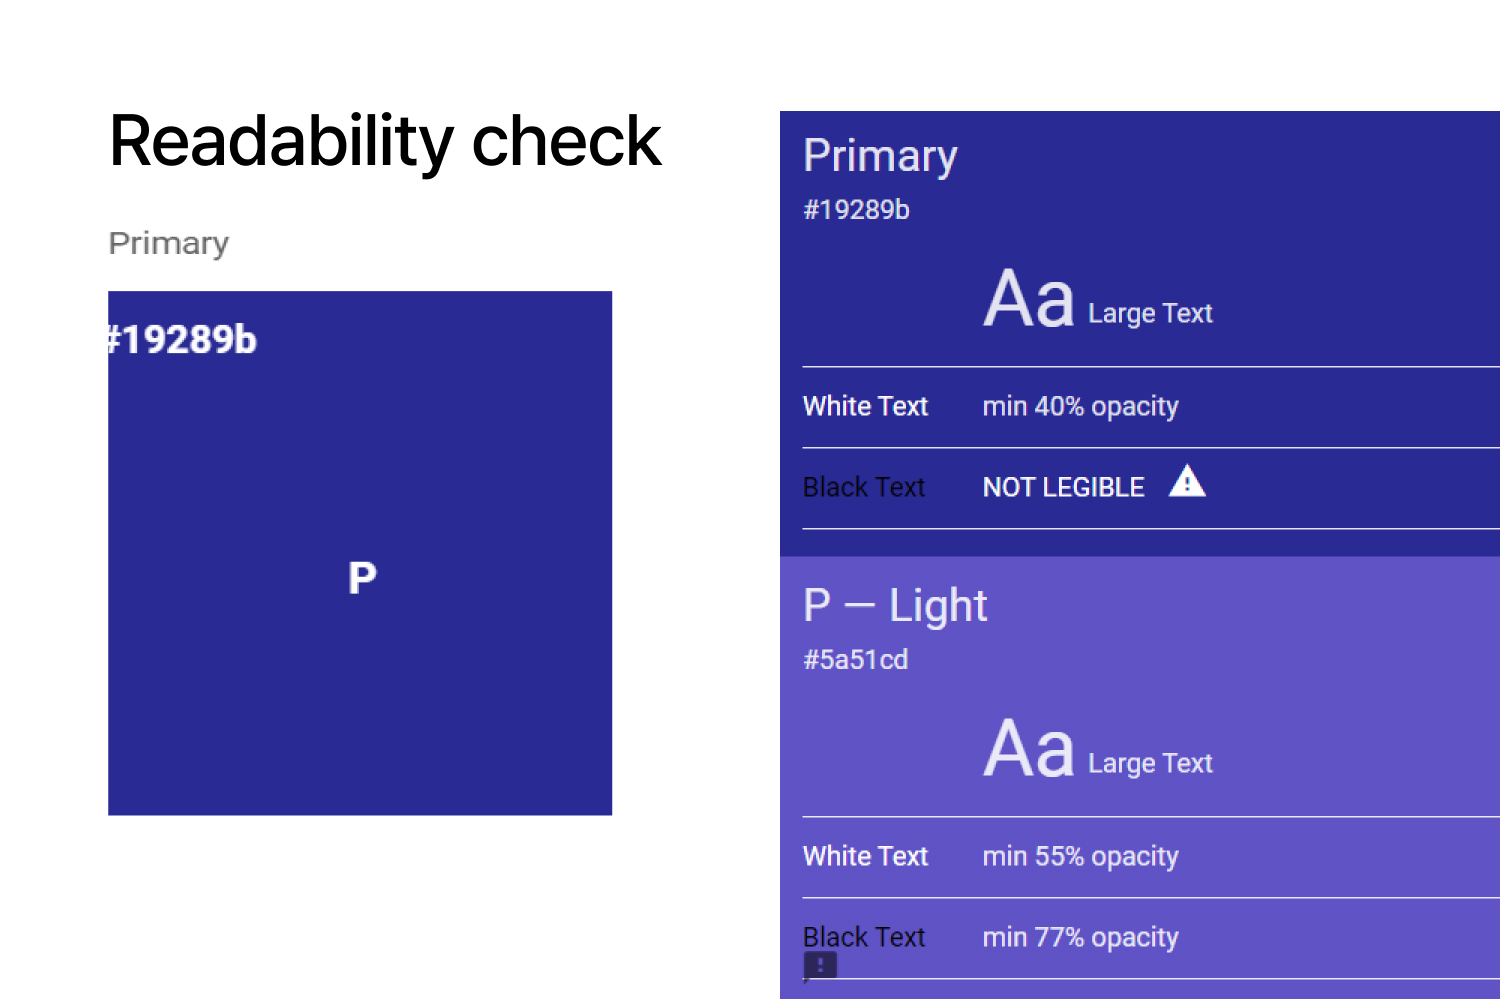 Readability check
Primary
#19289b
P
Primary
#19289b
Aa Large Text
White Text min 40% opacity
Black Text NOT LEGIBLE
P — Light
#5a51cd
Aa Large Text
White Text min 55% opacity
Black Text min 77% opacity